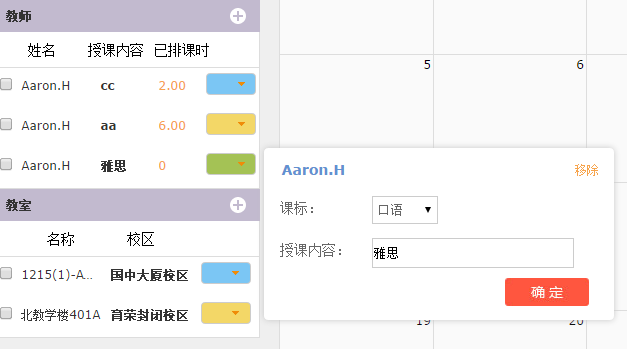 教师
姓名 授课内容 已排课时
Aaron.H cc 2.00
Aaron.H aa 6.00
Aaron.H 雅思 0
教室
名称 校区
1215(1)-A... 国中大厦校区
北教学楼401A 育荣封闭校区
5 6
Aaron.H 移除
课标： 口语
授课内容： 雅思
确 定
19 20